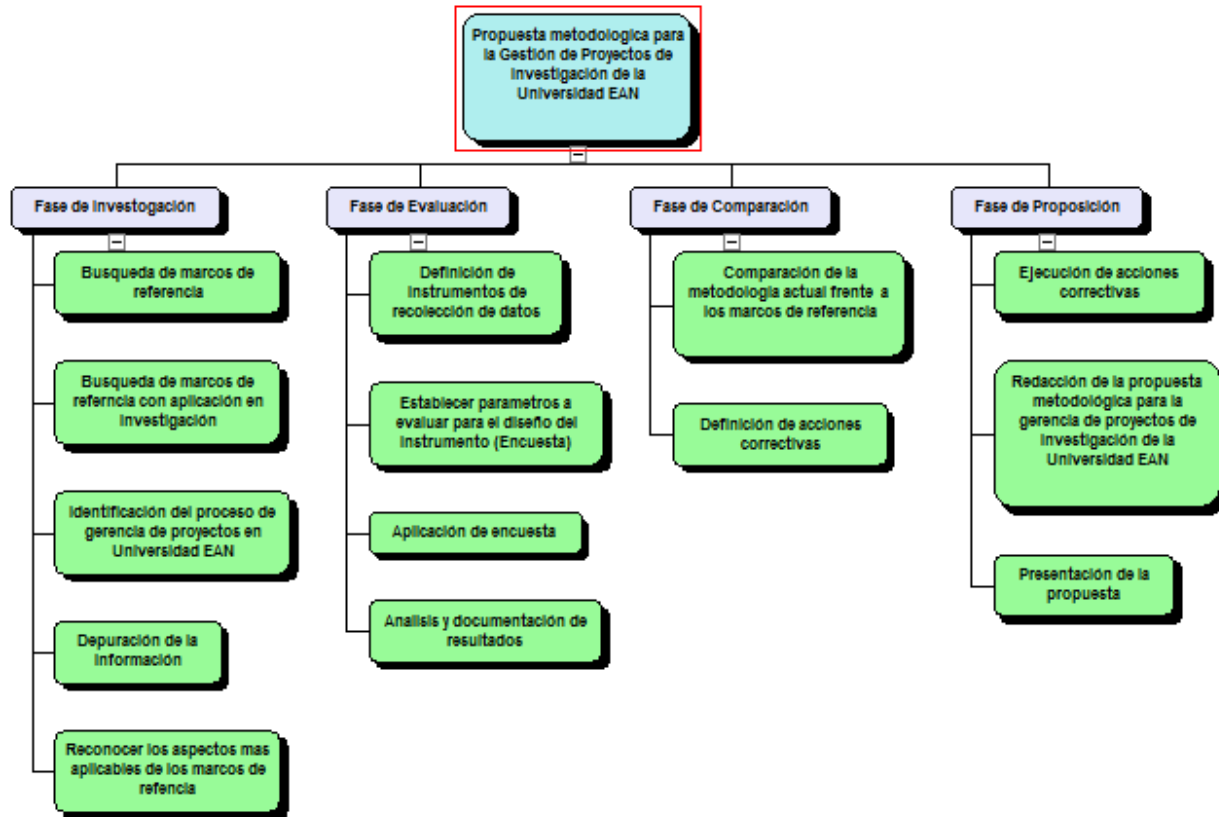 Propuesta metodologica para
la Gestión de Proyectos de
Investigación de la
Universidad EAN
Fase de Investogación
Busqueda de marcos de
referencia
Busqueda de marcos de
referncia con aplicación en
Investigación
Identificación del proceso de
gerencia de proyectos en
Universidad EAN
Depuración de la
Información
Reconocer los aspectos mas
aplicables de los marcos de
refencia
Fase de Evaluación
Definición de
Instrumentos de
recolección de datos
Establecer parametros a
evaluar para el diseño del
Instrumento (Encuesta)
Aplicación de encuesta
Analisis y documentación de
resultados
Fase de Comparación
Comparación de la
metodología actual frente a
los marcos de referencia
Definición de acciones
correctivas
Fase de Proposición
Ejecución de acciones
correctivas
Redacción de la propuesta
metodológica para la
gerencia de proyectos de
Investigación de la
Universidad EAN
Presentación de la
propuesta